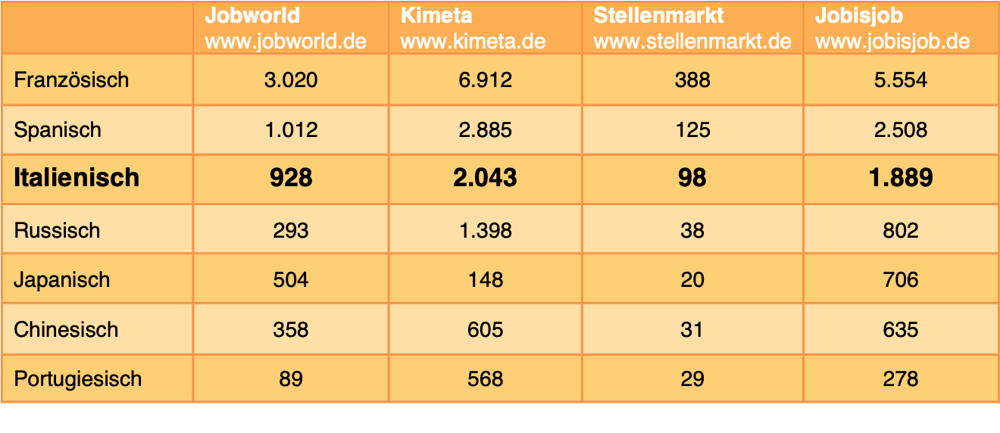 Jobworld Kimeta Stellenmarkt Jobisjob
www.jobworld.de www.kimeta.de www.stellenmarkt.de www.jobisjob.de
Französisch 3.020 6.912 388 5.554
Spanisch 1.012 2.885 125 2.508
Italienisch 928 2.043 98 1.889
Russisch 293 1.398 38 802
Japanisch 504 148 20 706
Chinesisch 358 605 31 635
Portugiesisch 89 568 29 278